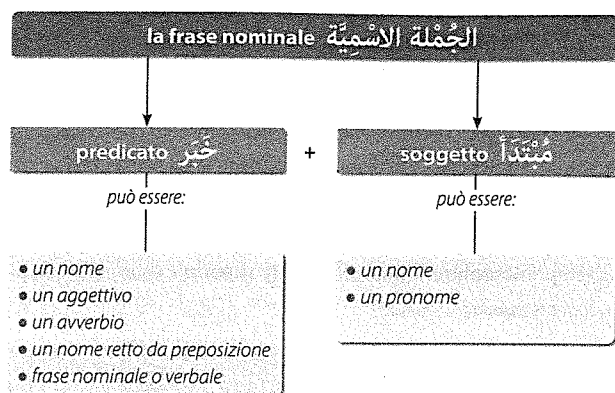 la frase nominale الجُمْلة الاسْمِيَّة
predicato خَبَر
+
soggetto مُبْتَدَأ
può essere:
può essere:
• un nome
• un aggettivo
• un avverbio
• un nome retto da preposizione
• frase nominale o verbale
• un nome
• un pronome